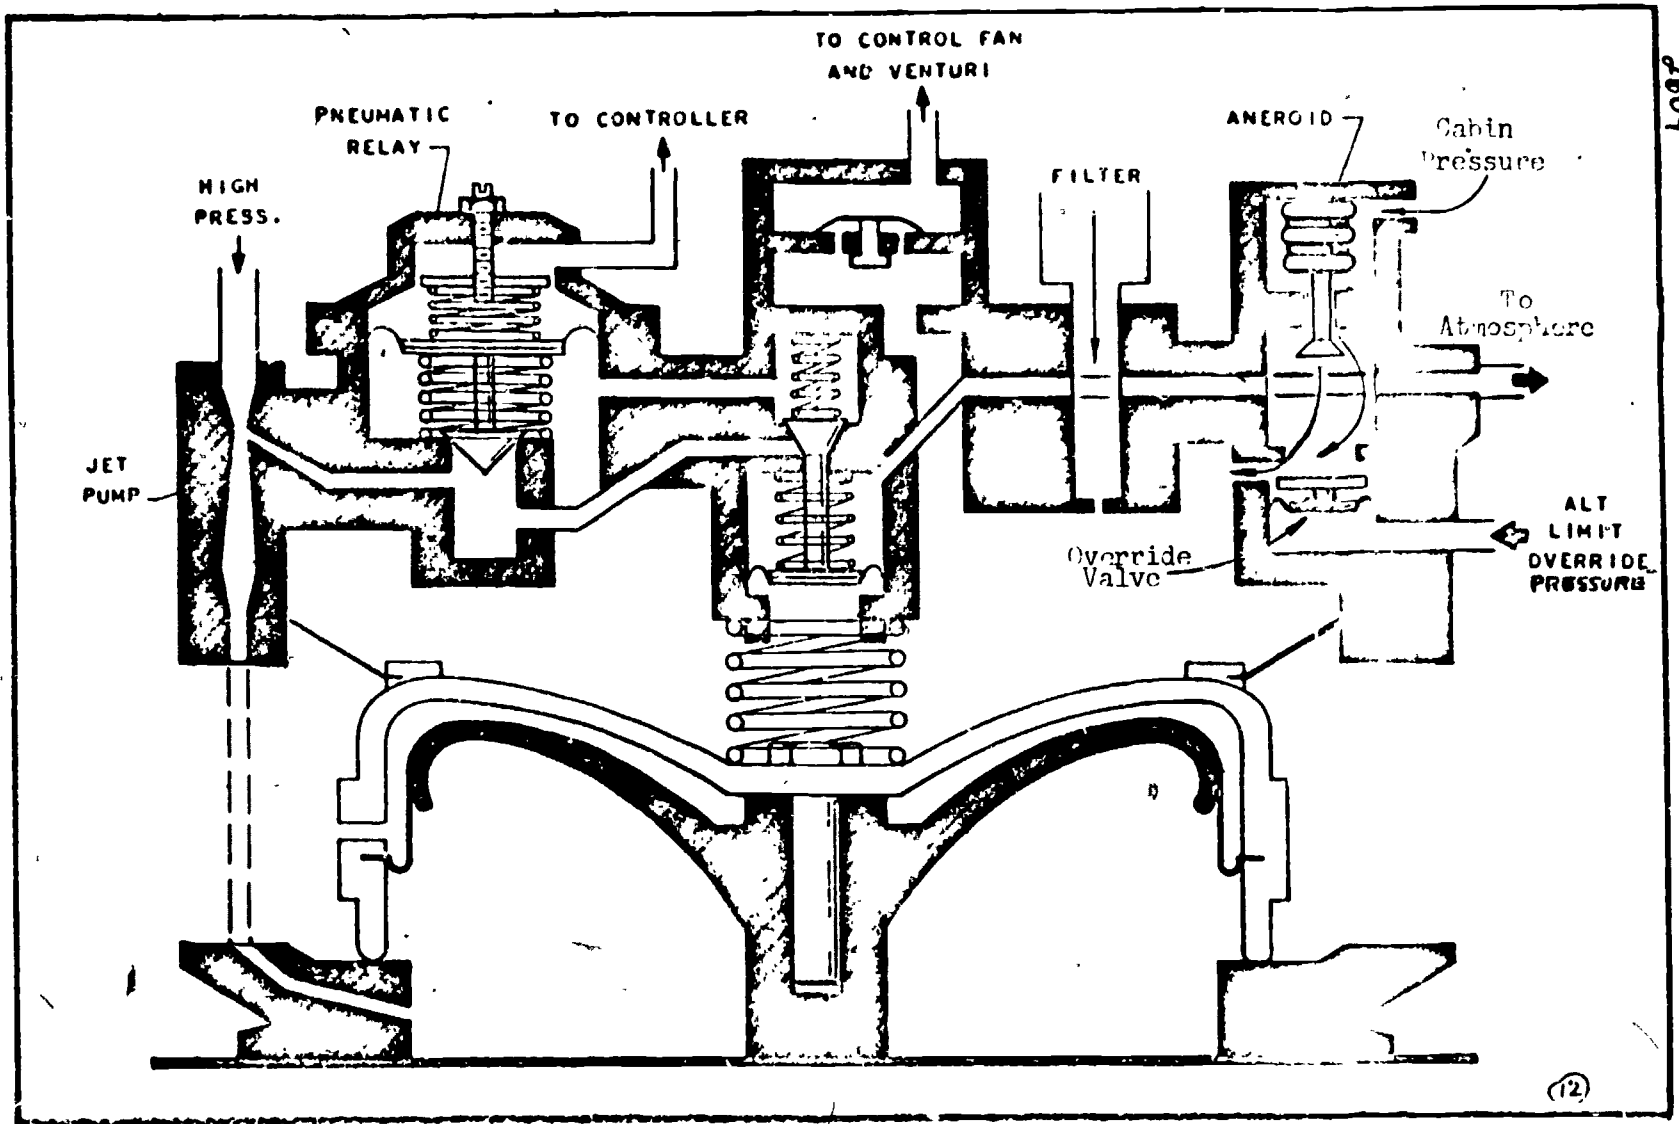 TO CONTROL FAN
AND VENTURI
PNEUMATIC
RELAY
TO CONTROLLER
HIGH
PRESS.
FILTER
ANEROID
Cabin
Pressure
To
Atmosphere
JET
PUMP
Override
Valve
ALT
LIMIT
OVERRIDE
PRESSURE
12